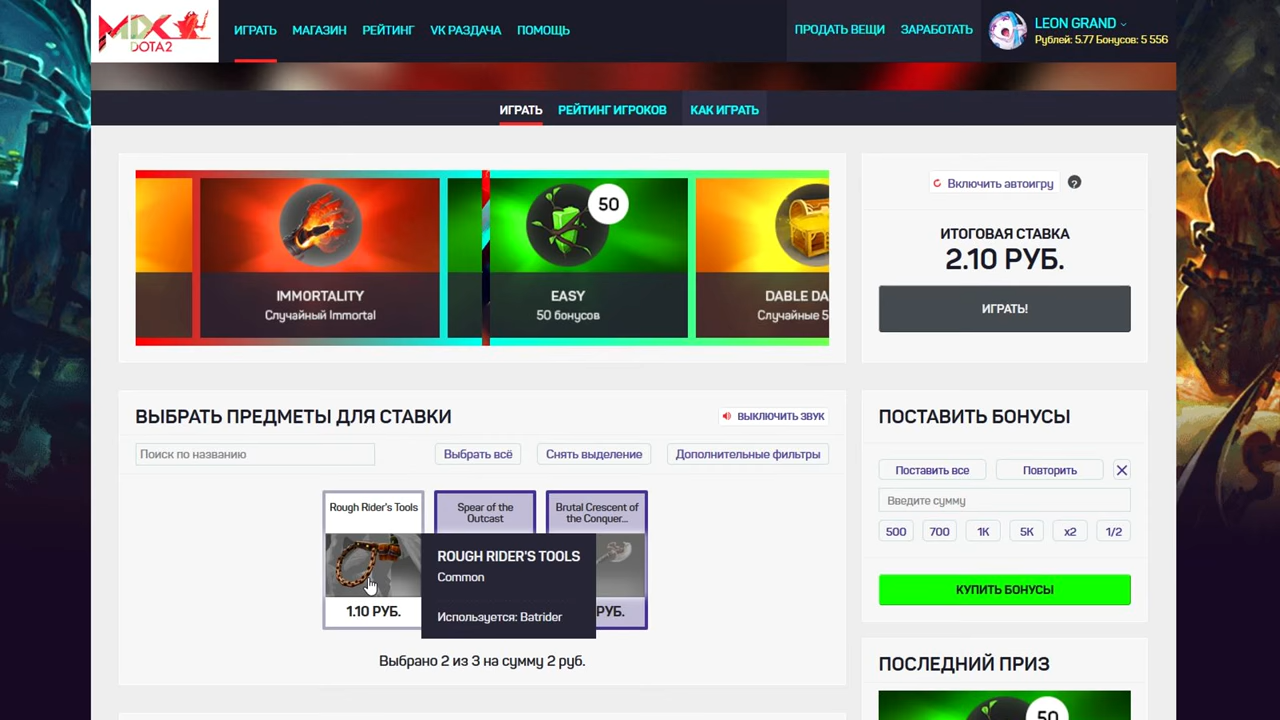 MIX
DOTA2
ИГРАТЬ
МАГАЗИН
РЕЙТИНГ
VK РАЗДАЧА
ПОМОЩЬ
ПРОДАТЬ ВЕЩИ
ЗАРАБОТАТЬ
LEON GRAND
Рублей: 5.77 Бонусов: 5 556
ИГРАТЬ
РЕЙТИНГ ИГРОКОВ
КАК ИГРАТЬ
IMMORTALITY
Случайный Immortal
50
EASY
50 бонусов
DABLE DA
Случайные 5
Включить автоигру
?
ИТОГОВАЯ СТАВКА
2.10 РУБ.
ИГРАТЬ!
ВЫБРАТЬ ПРЕДМЕТЫ ДЛЯ СТАВКИ
ВЫКЛЮЧИТЬ ЗВУК
Поиск по названию
Выбрать всё
Снять выделение
Дополнительные фильтры
Rough Rider's Tools
1.10 РУБ.
Spear of the
Outcast
Brutal Crescent of
the Conquer...
РУБ.
ROUGH RIDER'S TOOLS
Common
Используется: Batrider
Выбрано 2 из 3 на сумму 2 руб.
ПОСТАВИТЬ БОНУСЫ
Поставить все
Повторить
Введите сумму
500
700
1K
5K
x2
1/2
КУПИТЬ БОНУСЫ
ПОСЛЕДНИЙ ПРИЗ
50